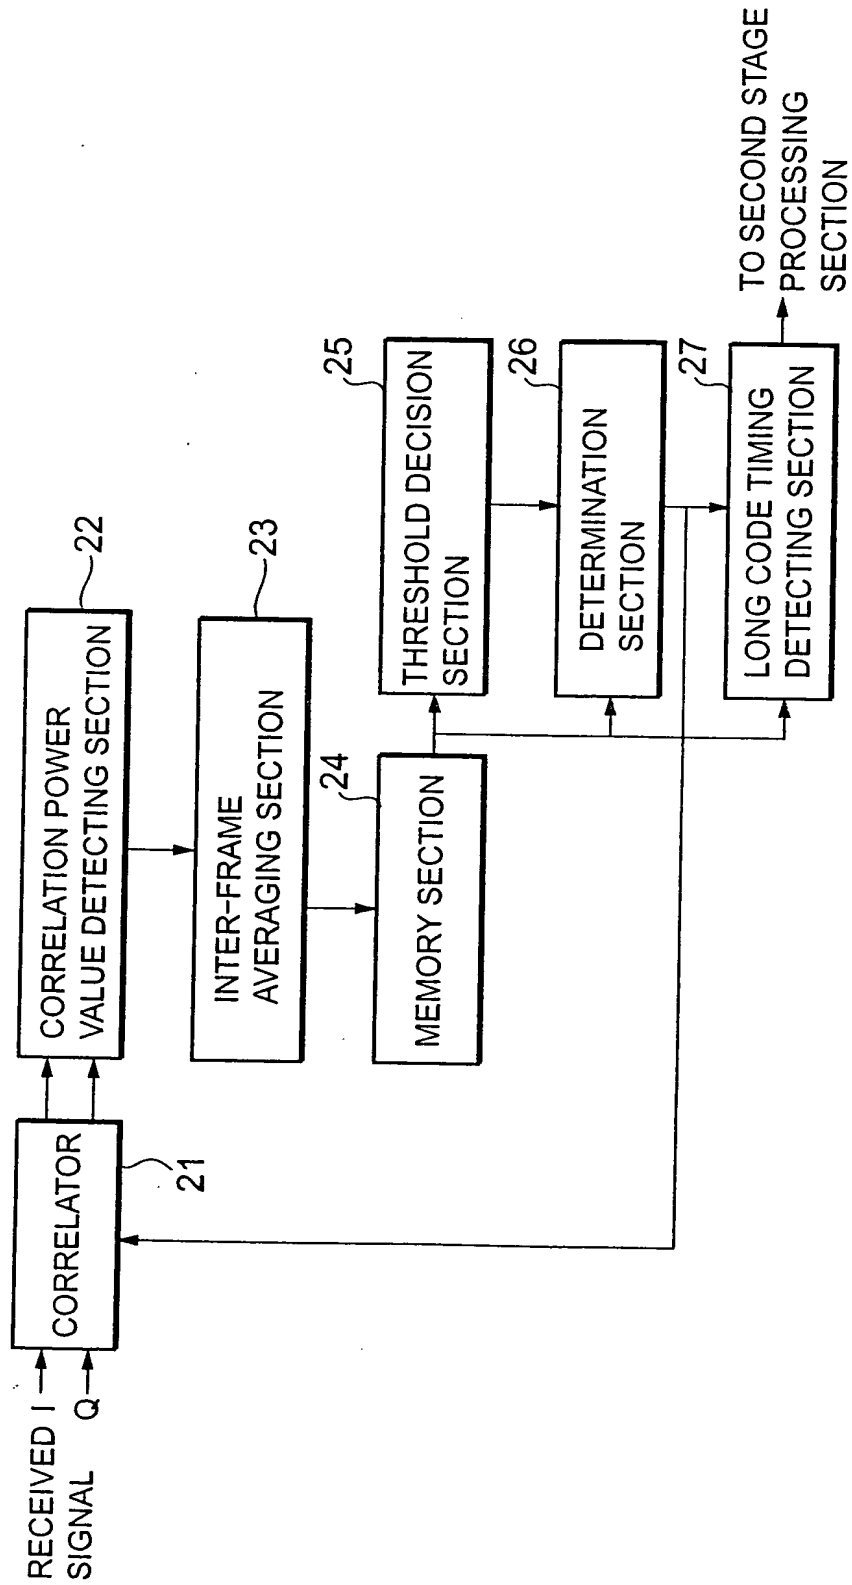 RECEIVED I
SIGNAL Q
CORRELATOR
21
CORRELATION POWER
VALUE DETECTING SECTION
22
INTER-FRAME
AVERAGING SECTION
23
MEMORY SECTION
24
THRESHOLD DECISION
SECTION
25
DETERMINATION
SECTION
26
LONG CODE TIMING
DETECTING SECTION
27
TO SECOND STAGE
PROCESSING
SECTION